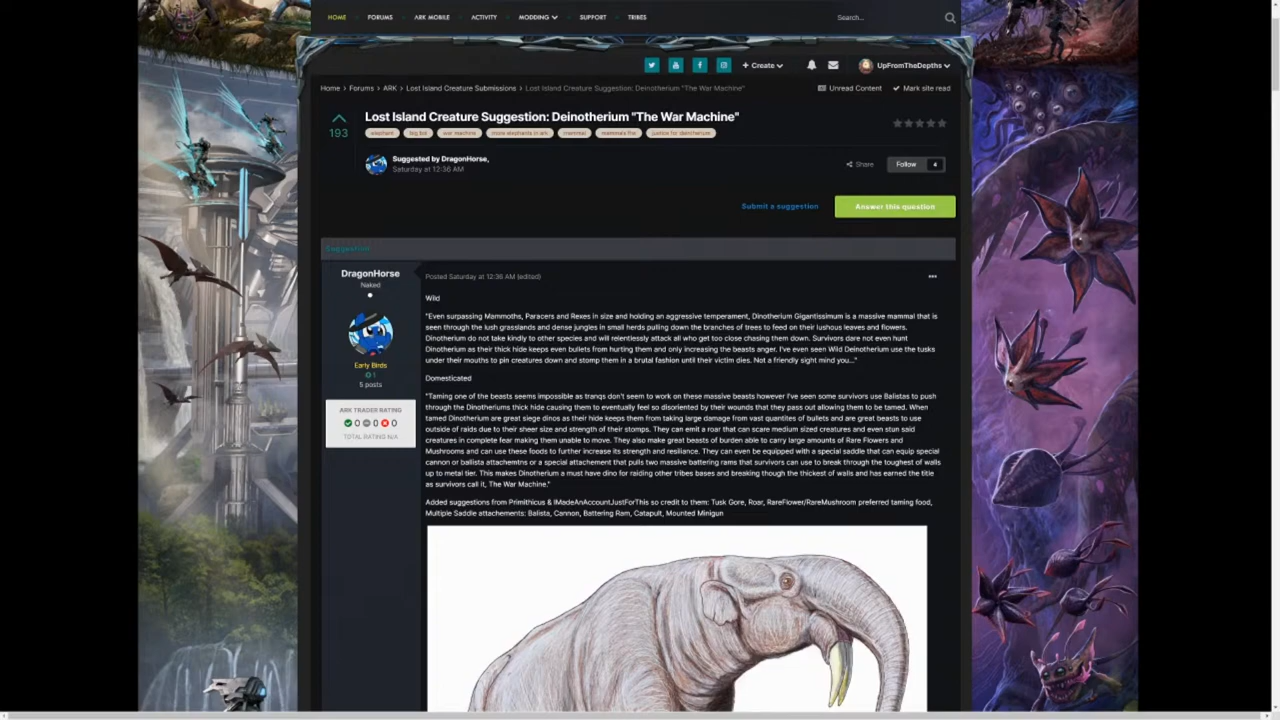 HOME FORUMS ARK MOBILE ACTIVITY MODDING SUPPORT TRIBES Search...
+ Create UpFromTheDepths
Home > Forums > ARK > Lost Island Creature Submissions > Lost Island Creature Suggestion: Deinotherium "The War Machine" Unread Content Mark site read
193
Lost Island Creature Suggestion: Deinotherium "The War Machine"
elephant big boi war machine more elephants in ark mammal justice for deinotherium
Suggested by DragonHorse,
Saturday at 12:36 AM
Share Follow 4
Submit a suggestion Answer this question
Suggestion
DragonHorse
Naked
Early Birds
1
5 posts
ARK TRADER RATING
0 0 0
TOTAL RATING N/A
Posted Saturday at 12:36 AM (edited)
Wild
"Even surpassing Mammoths, Paracers and Rexes in size and holding an aggressive temperament, Dinotherium Gigantissimum is a massive mammal that is
seen through the lush grasslands and dense jungles in small herds pulling down the branches of trees to feed on their lushous leaves and flowers.
Dinotherium do not take kindly to other species and will relentlessly attack all who get too close chasing them down. Survivors dare not even hunt
Dinotherium as their thick hide keeps even bullets from hurting them and only increasing the beasts anger. I've even seen Wild Deinotherium use the tusks
under their mouths to pin creatures down and stomp them in a brutal fashion until their victim dies. Not a friendly sight mind you..."
Domesticated
"Taming one of the beasts seems impossible as tranqs don't seem to work on these massive beasts however I've seen some survivors use Balistas to push
through the Dinotheriums thick hide causing them to eventually feel so disoriented by their wounds that they pass out allowing them to be tamed. When
tamed Dinotherium are great siege dinos as their hide keeps them from taking large damage from vast quantites of bullets and are great beasts to use
outside of raids due to their sheer size and strength of their stomps. They can emit a roar that can scare medium sized creatures and even stun said
creatures in complete fear making them unable to move. They also make great beasts of burden able to carry large amounts of Rare Flowers and
Mushrooms and can use these foods to further increase its strength and resiliance. They can even be equipped with a special saddle that can equip special
cannon or ballista attachemtns or a special attachement that pulls two massive battering rams that survivors can use to break through the toughest of walls
up to metal tier. This makes Dinotherium a must have dino for raiding other tribes bases and breaking though the thickest of walls and has earned the title
as survivors call it, The War Machine."
Added suggestions from Primithicus & IMadeAnAccountJustForThis so credit to them: Tusk Gore, Roar, RareFlower/RareMushroom preferred taming food,
Multiple Saddle attachements: Balista, Cannon, Battering Ram, Catapult, Mounted Minigun